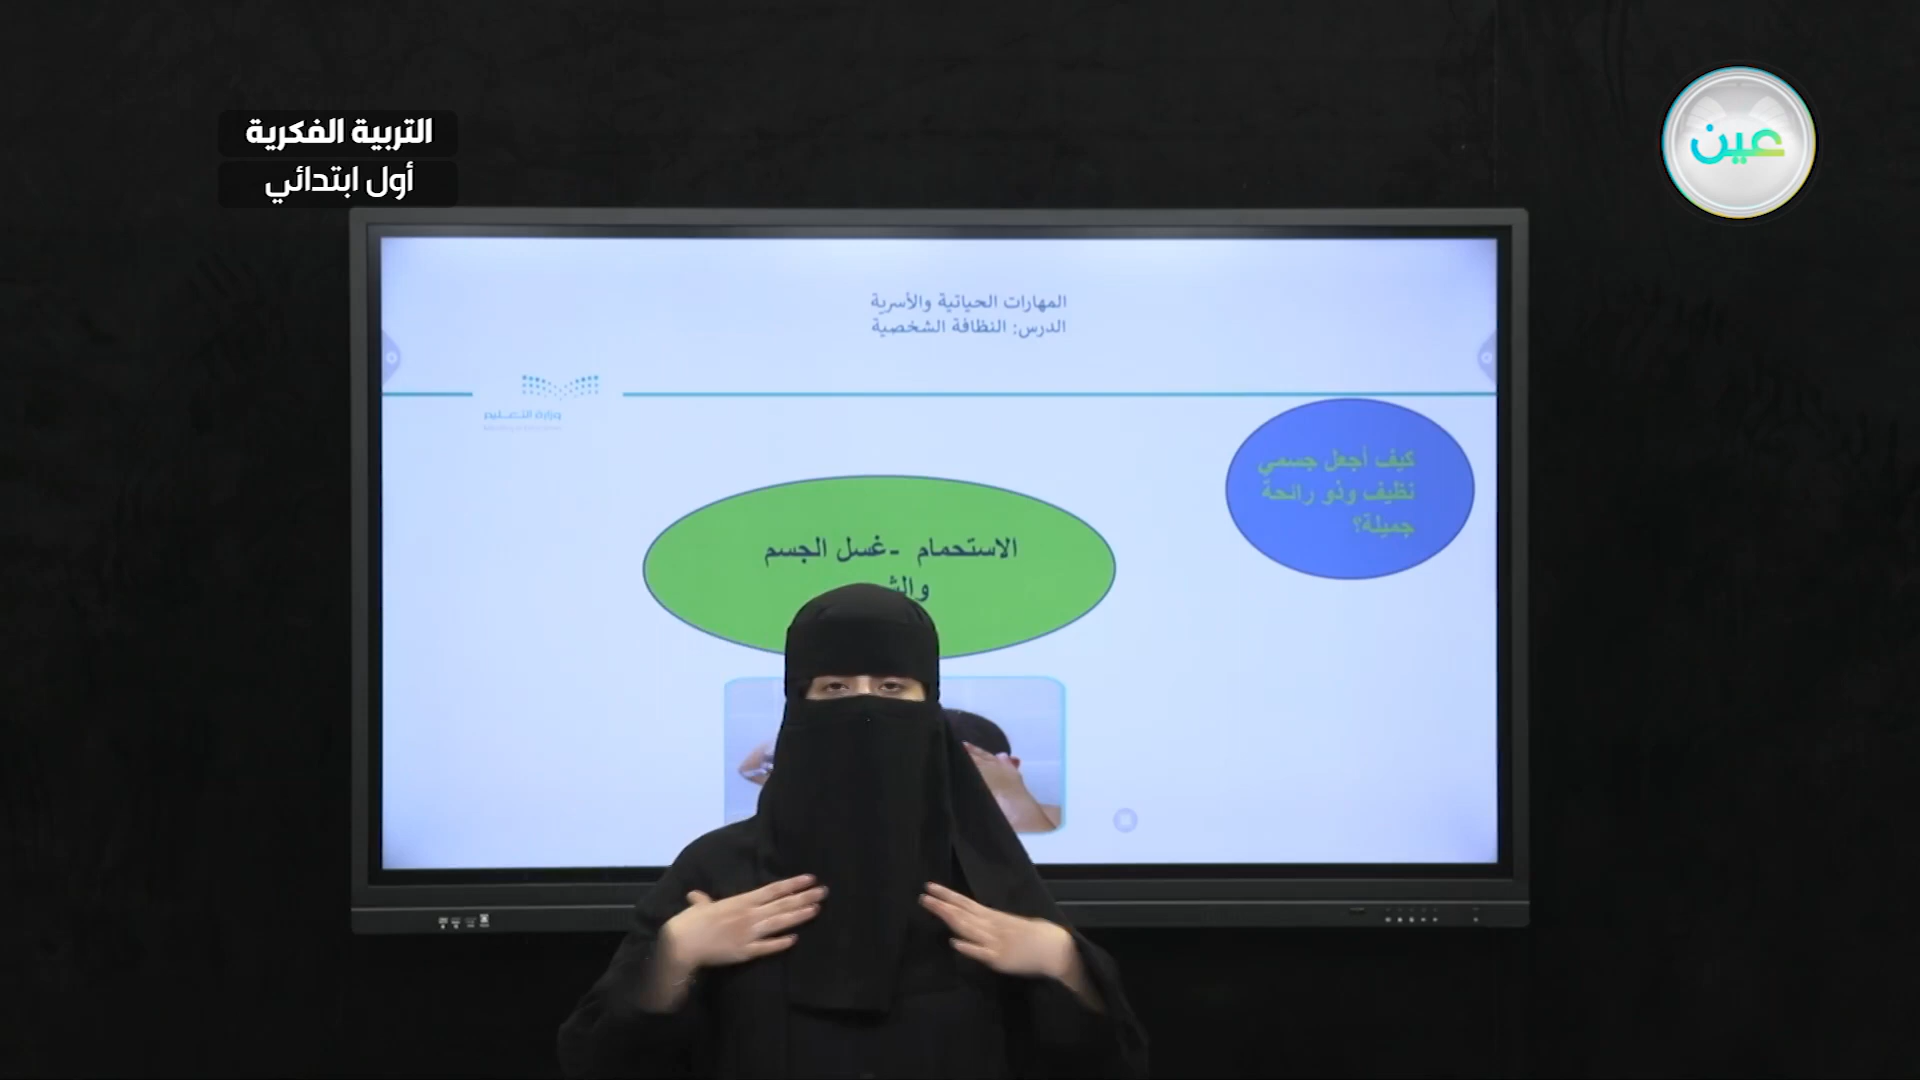 التربية الفكرية
أول ابتدائي
عين
المهارات الحياتية والأسرية
الدرس: النظافة الشخصية
وزارة التعليم
كيف أجعل جسمي
نظيف وذو رائحة
جميلة؟
الاستحمام -غسل الجسم